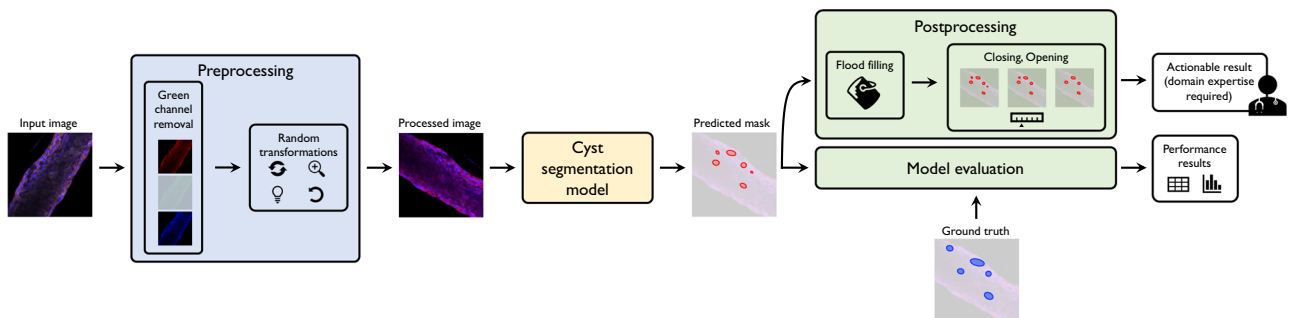 Input image
Preprocessing
Green
channel
removal
Random
transformations
Processed image
Cyst
segmentation
model
Predicted mask
Postprocessing
Flood filling
Closing, Opening
Actionable result
(domain expertise
required)
Model evaluation
Performance
results
Ground truth